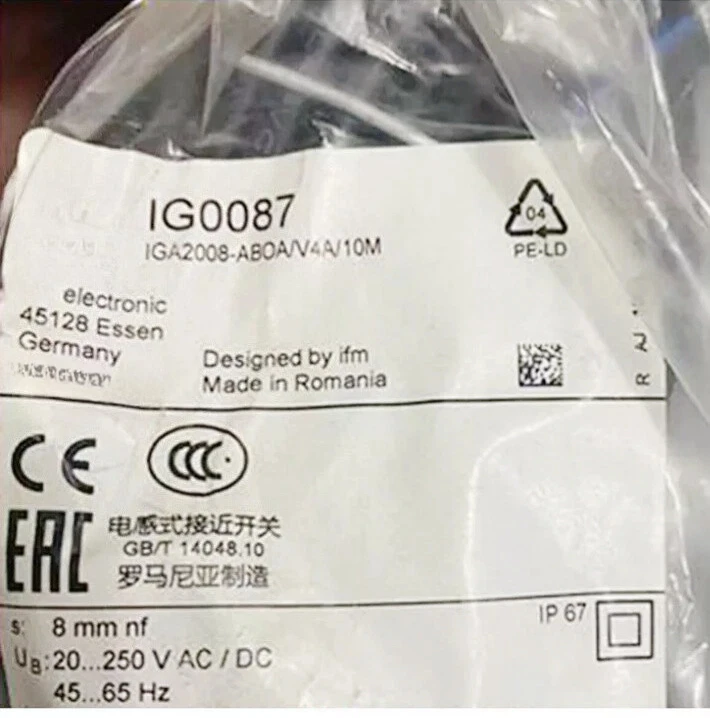 IG0087
IGA2008-ABOA/V4A/10M
04
PE-LD
electronic
45128 Essen
Germany
Designed by ifm
Made in Romania
CE
CCC
EAC
电感式接近开关
GB/T 14048.10
罗马尼亚制造
s: 8 mm nf
IP 67
UB:20...250 V AC / DC
45...65 Hz